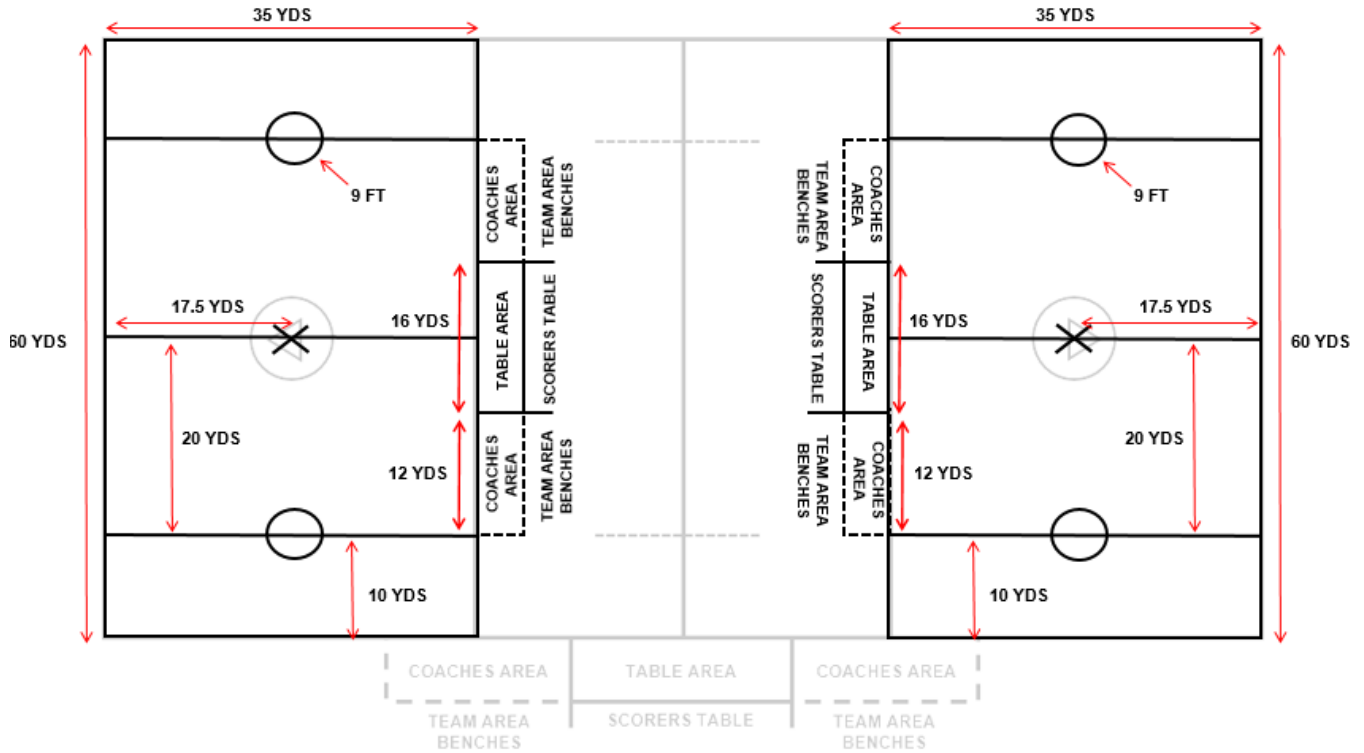 35 YDS
35 YDS
9 FT
9 FT
COACHES
AREA
TEAM AREA
BENCHES
TEAM AREA
BENCHES
COACHES
AREA
17.5 YDS
16 YDS
TABLE AREA
SCORERS TABLE
SCORERS TABLE
TABLE AREA
16 YDS
17.5 YDS
60 YDS
60 YDS
20 YDS
12 YDS
COACHES
AREA
TEAM AREA
BENCHES
TEAM AREA
BENCHES
COACHES
AREA
12 YDS
20 YDS
10 YDS
10 YDS
COACHES AREA
TABLE AREA
COACHES AREA
TEAM AREA
BENCHES
SCORERS TABLE
TEAM AREA
BENCHES